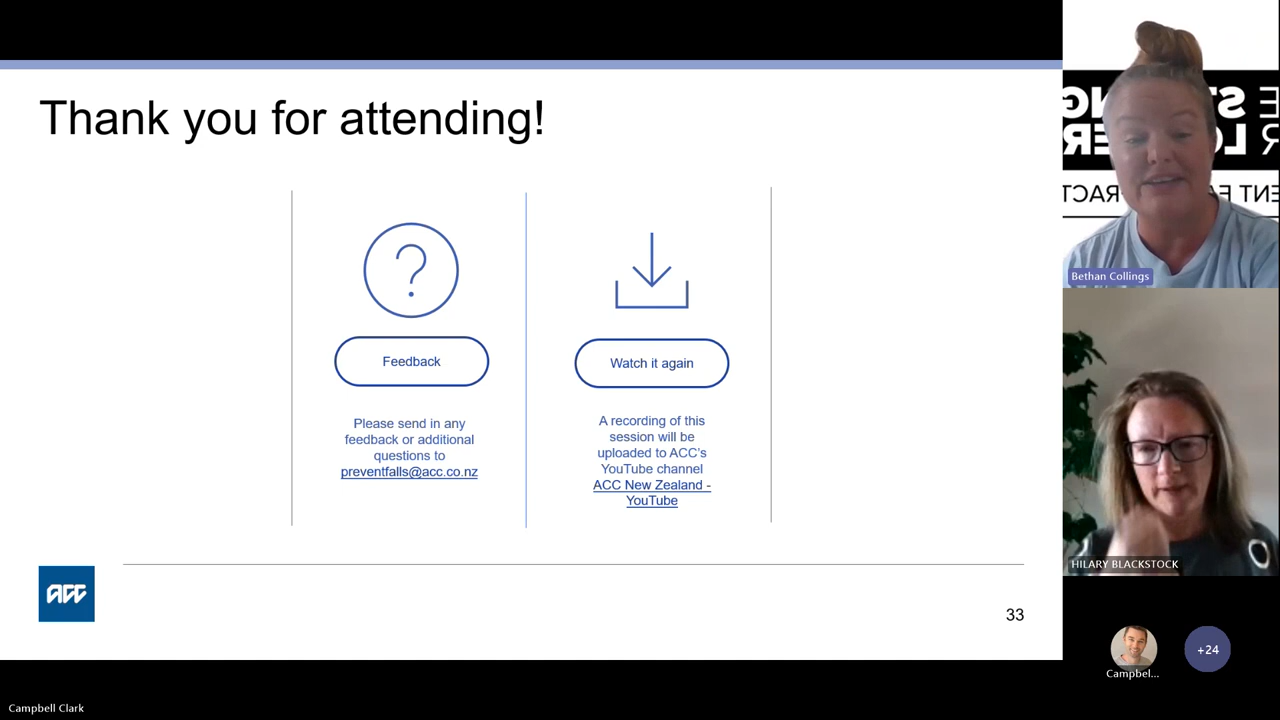 Thank you for attending!
Feedback
Please send in any
feedback or additional
questions to
preventfalls@acc.co.nz
Watch it again
A recording of this
session will be
uploaded to ACC's
YouTube channel
ACC New Zealand -
YouTube
acc
33
Bethan Collings
HILARY BLACKSTOCK
Campbel...
+24
Campbell Clark